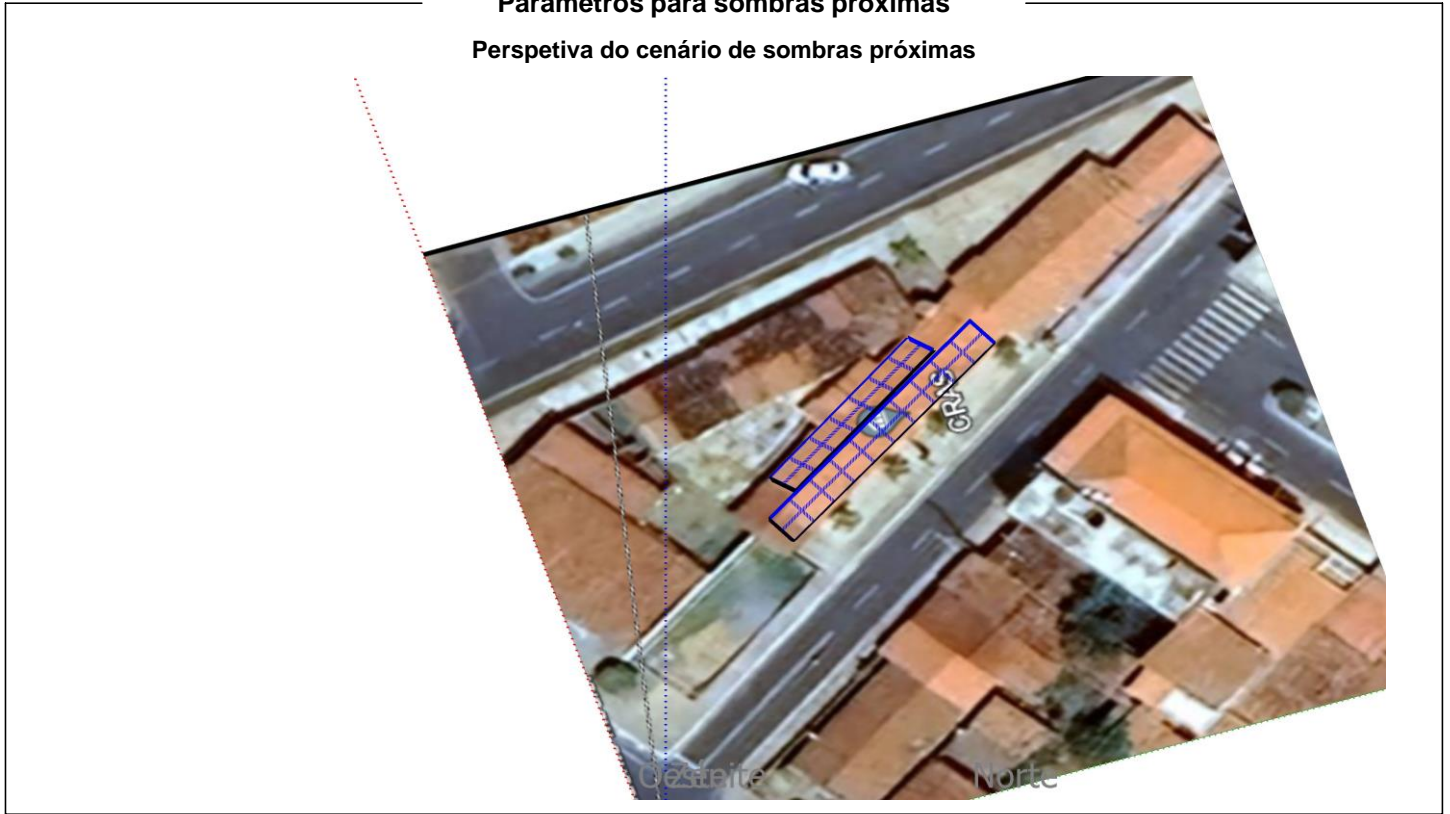 Parâmetros para sombras próximas
Perspetiva do cenário de sombras próximas
CRAS
Norte